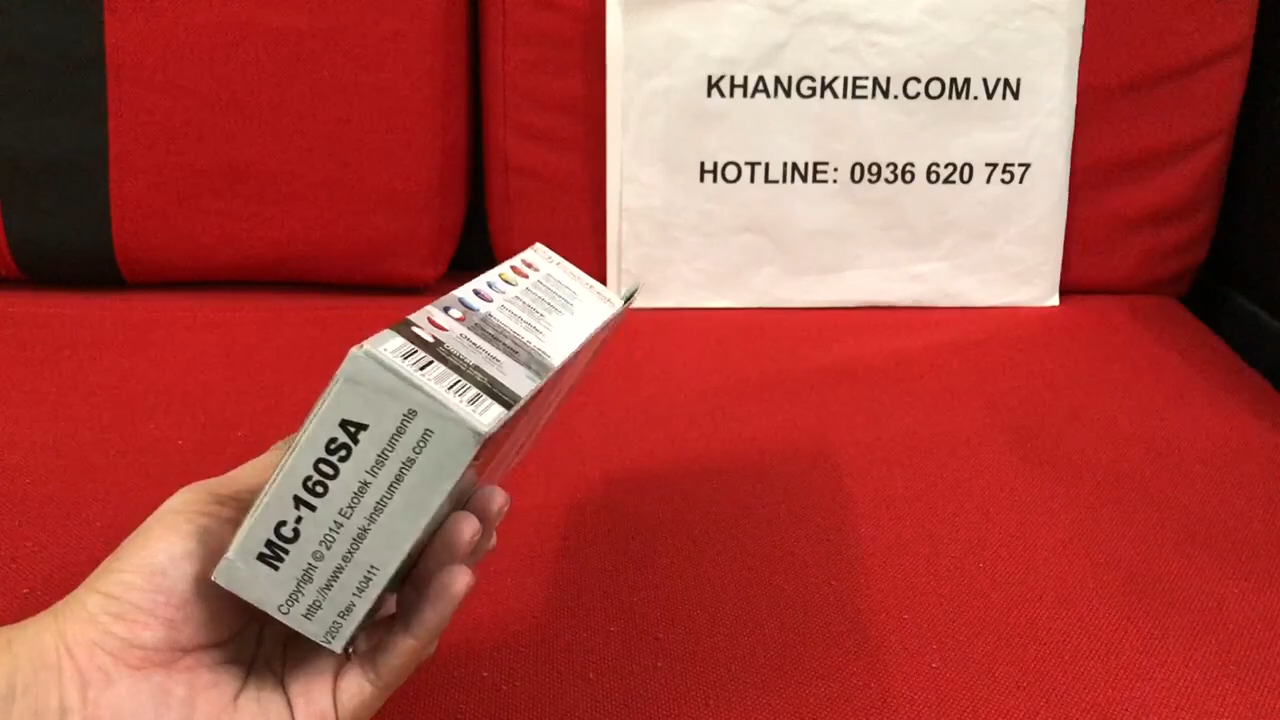 KHANGKIEN.COM.VN
HOTLINE: 0936 620 757
MC-160SA
Copyright © 2014 Exotek Instruments
http://www.exotek-instruments.com
V203 Rev 140411